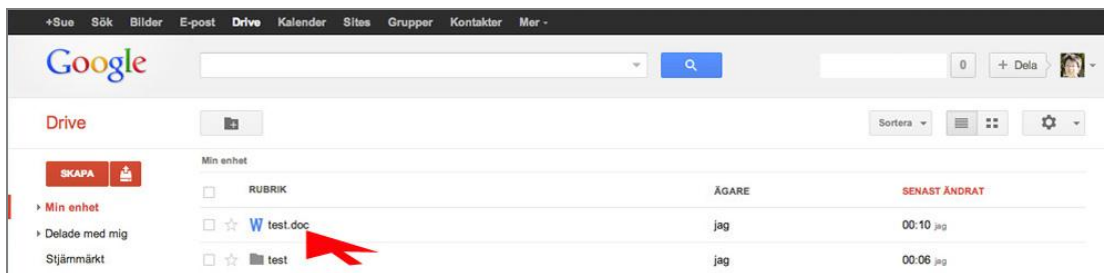 +Sue Sök Bilder E-post Drive Kalender Sites Grupper Kontakter Mer
Google
0
+ Dela
Drive
Sortera
SKAPA
Min enhet
RUBRIK ÄGARE SENAST ÄNDRAT
Min enhet
W test.doc jag 00:10 jag
Delade med mig
Stjärnmärkt
test jag 00:06 jag